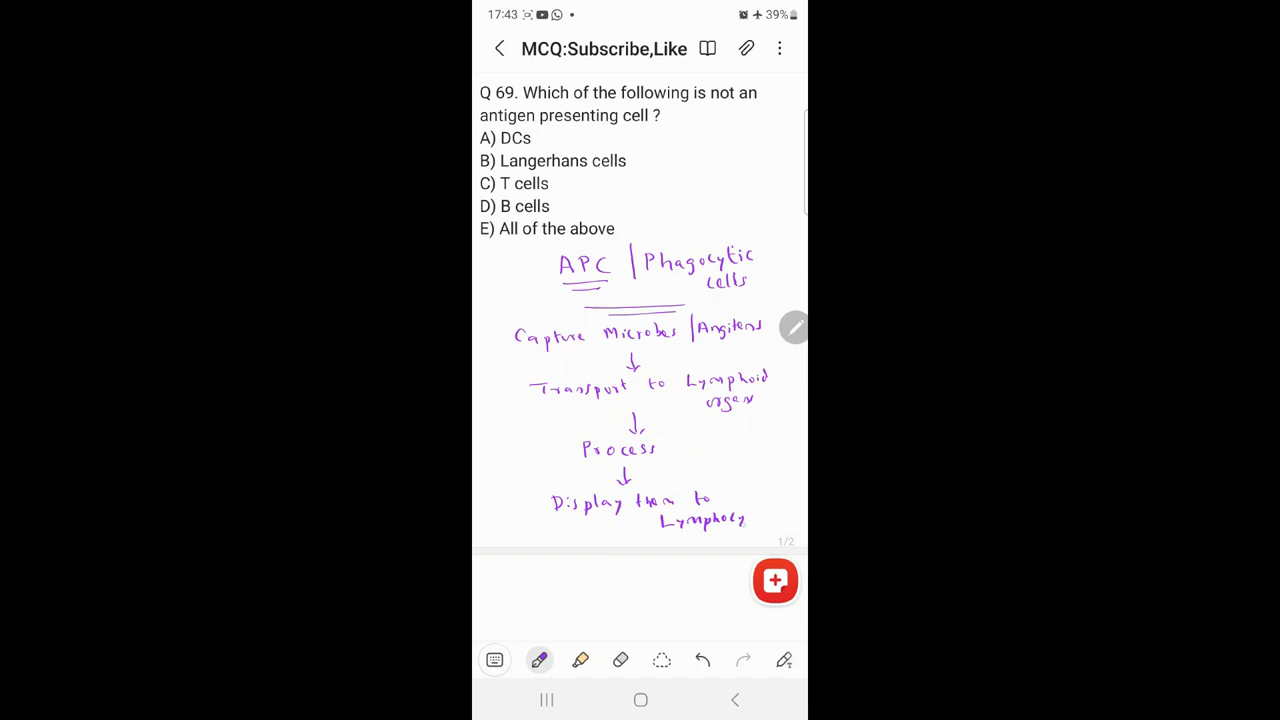 17:43
39%
MCQ:Subscribe,Like
Q 69. Which of the following is not an
antigen presenting cell ?
A) DCs
B) Langerhans cells
C) T cells
D) B cells
E) All of the above
APC | Phagocytic
cells
Capture Microbes | Angitens
Transport to Lymphoid
organ
Process
Display them to
Lymphocy
1/2